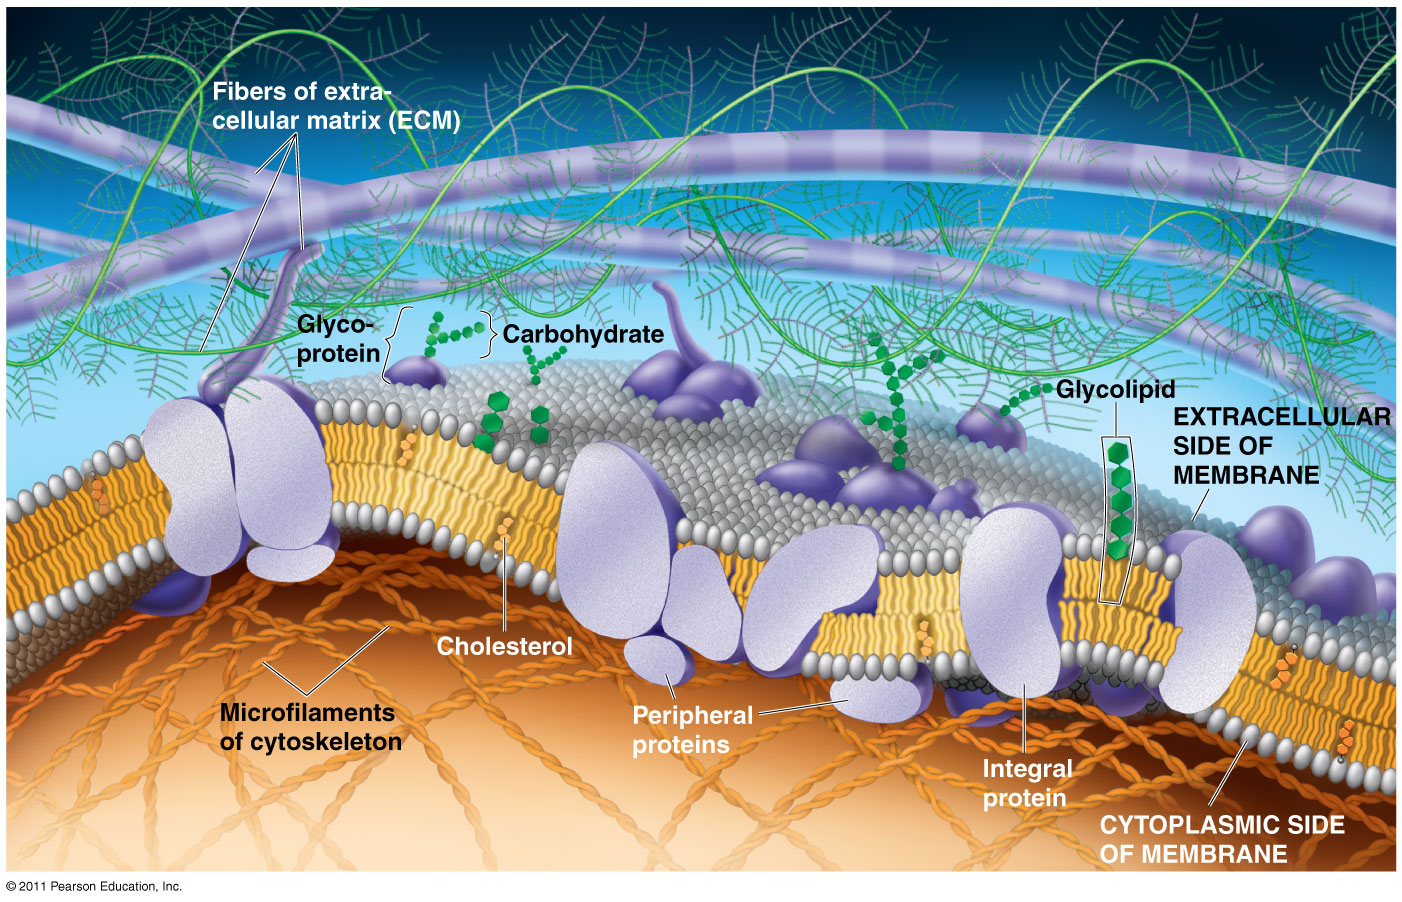 Fibers of extra-
cellular matrix (ECM)
Glyco-
protein
Carbohydrate
Glycolipid
EXTRACELLULAR
SIDE OF
MEMBRANE
Cholesterol
Microfilaments
of cytoskeleton
Peripheral
proteins
Integral
protein
CYTOPLASMIC SIDE
OF MEMBRANE
© 2011 Pearson Education, Inc.